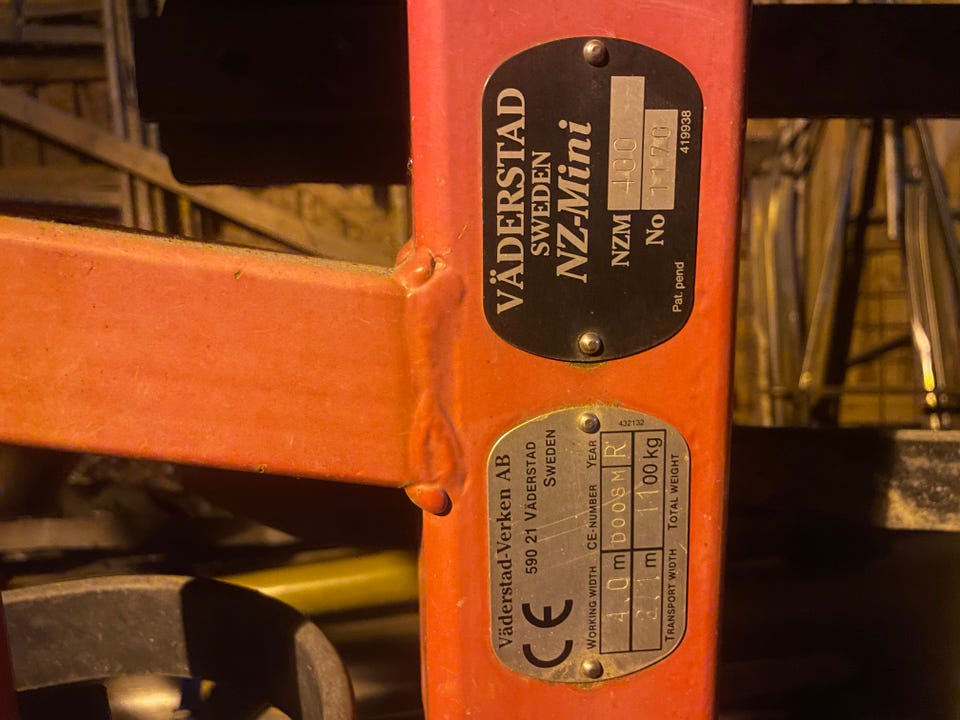 VÄDERSTAD
SWEDEN
NZ-Mini
NZM 400
No 1170
Pat. pend 419938
Väderstad-Verken AB
590 21 VÄDERSTAD
SWEDEN
CE
WORKING WIDTH CE-NUMBER YEAR
4.0 m D00SM R
m 1100 kg
TRANSPORT WIDTH TOTAL WEIGHT
432132